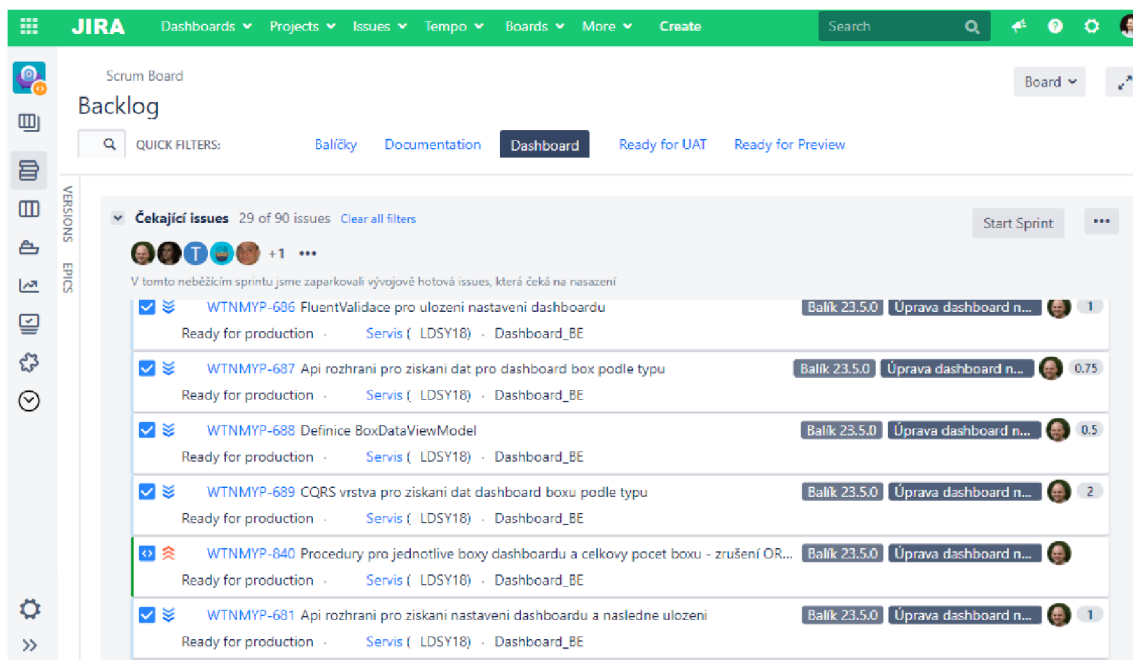 JIRA Dashboards Projects Issues Tempo Boards More Create Search
Scrum Board
Board
Backlog
QUICK FILTERS: Balíčky Documentation Dashboard Ready for UAT Ready for Preview
VERSIONS
EPICS
Čekající issues 29 of 90 issues Clear all filters
Start Sprint
T +1
V tomto neběžícím sprintu jsme zaparkovali vývojově hotová issues, která čeká na nasazení
WTNMYP-686 FluentValidace pro ulozeni nastaveni dashboardu Balík 23.5.0 Úprava dashboard n... 1
Ready for production · Servis ( LDSY18) · Dashboard_BE
WTNMYP-687 Api rozhrani pro ziskani dat pro dashboard box podle typu Balík 23.5.0 Úprava dashboard n... 0.75
Ready for production · Servis ( LDSY18) · Dashboard_BE
WTNMYP-688 Definice BoxDataViewModel Balík 23.5.0 Úprava dashboard n... 0.5
Ready for production · Servis ( LDSY18) · Dashboard_BE
WTNMYP-689 CQRS vrstva pro ziskani dat dashboard boxu podle typu Balík 23.5.0 Úprava dashboard n... 2
Ready for production · Servis ( LDSY18) · Dashboard_BE
WTNMYP-840 Procedury pro jednotlive boxy dashboardu a celkovy pocet boxu - zrušení OR... Balík 23.5.0 Úprava dashboard n...
Ready for production · Servis ( LDSY18) · Dashboard_BE
WTNMYP-681 Api rozhrani pro ziskani nastaveni dashboardu a nasledne ulozeni Balík 23.5.0 Úprava dashboard n... 1
Ready for production · Servis ( LDSY18) · Dashboard_BE